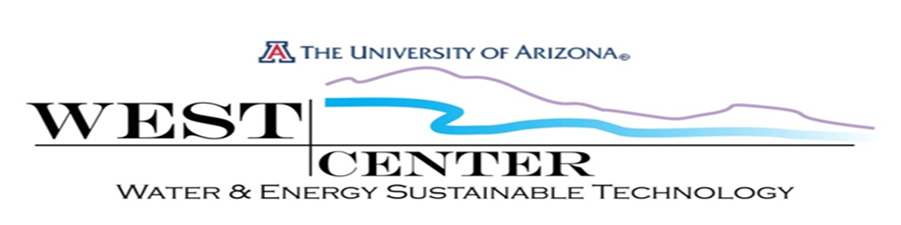 A THE UNIVERSITY OF ARIZONA®
WEST
CENTER
WATER & ENERGY SUSTAINABLE TECHNOLOGY